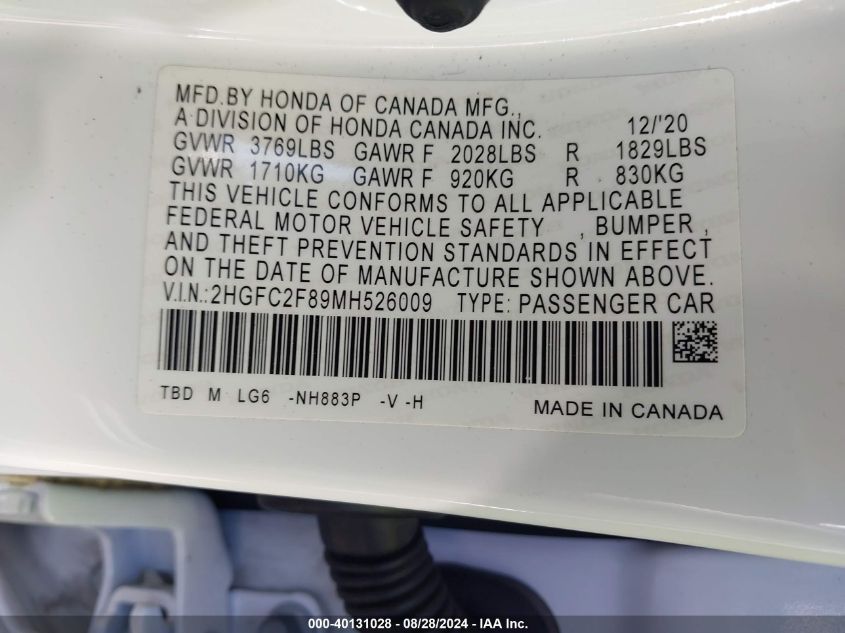 MFD.BY HONDA OF CANADA MFG.,
A DIVISION OF HONDA CANADA INC. 12/'20
GVWR 3769LBS GAWR F 2028LBS R 1829LBS
GVWR 1710KG GAWR F 920KG R 830KG
THIS VEHICLE CONFORMS TO ALL APPLICABLE
FEDERAL MOTOR VEHICLE SAFETY , BUMPER ,
AND THEFT PREVENTION STANDARDS IN EFFECT
ON THE DATE OF MANUFACTURE SHOWN ABOVE.
V.I.N.:2HGFC2F89MH526009 TYPE: PASSENGER CAR
TBD M LG6 -NH883P -V -H
MADE IN CANADA
000-40131028 - 08/28/2024 - IAA Inc.